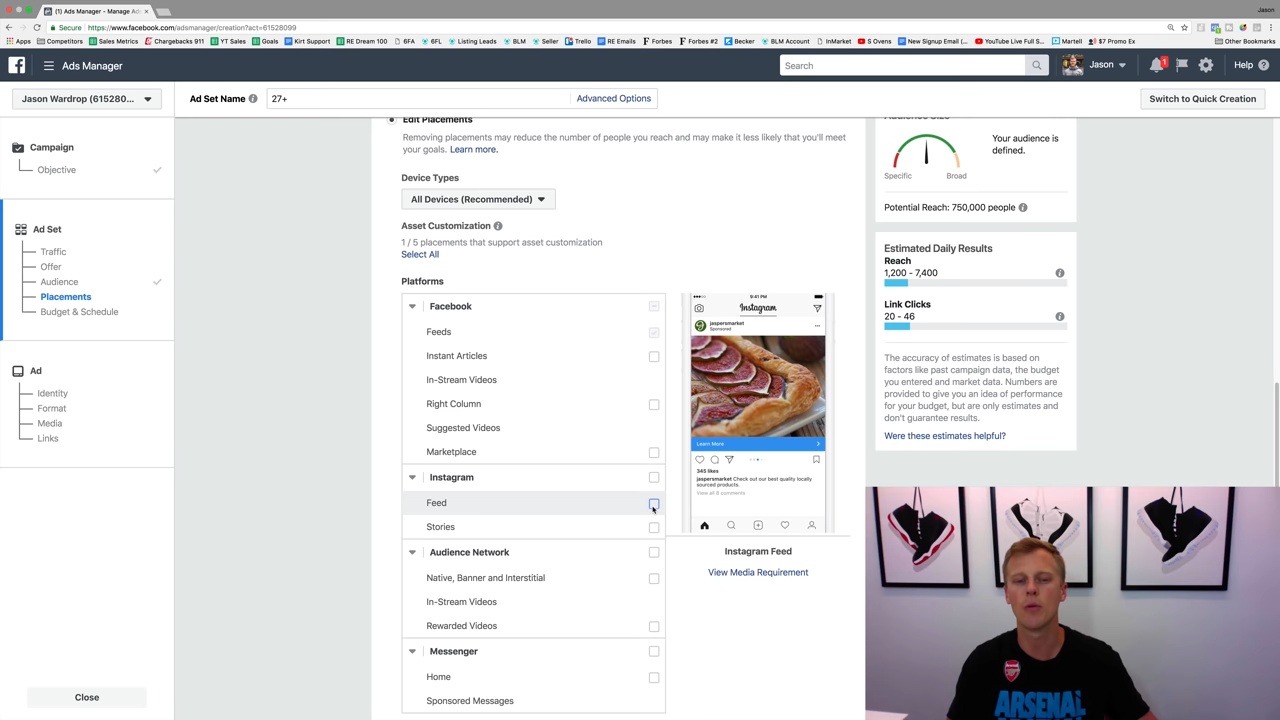 (1) Ads Manager - Manage Ads
Jason
Secure
https://www.facebook.com/adsmanager/creation?act=61528099
Apps
Competitors
Sales Metrics
Chargebacks 911
YT Sales
Goals
Kirt Support
RE Dream 100
6FA
6FL
Listing Leads
BLM
Seller
Trello
RE Emails
Forbes
Forbes #2
Becker
BLM Account
InMarket
S Ovens
New Signup Email (...
YouTube Live Full S...
Martell
$7 Promo Ex
Other Bookmarks
Ads Manager
Search
Jason
1
Help
Jason Wardrop (615280...
Ad Set Name
27+
Advanced Options
Switch to Quick Creation
Campaign
Objective
Ad Set
Traffic
Offer
Audience
Placements
Budget & Schedule
Ad
Identity
Format
Media
Links
Close
Edit Placements
Removing placements may reduce the number of people you reach and may make it less likely that you'll meet
your goals. Learn more.
Device Types
All Devices (Recommended)
Asset Customization
1 / 5 placements that support asset customization
Select All
Platforms
Facebook
Feeds
Instant Articles
In-Stream Videos
Right Column
Suggested Videos
Marketplace
Instagram
Feed
Stories
Audience Network
Native, Banner and Interstitial
In-Stream Videos
Rewarded Videos
Messenger
Home
Sponsored Messages
9:41 PM
Instagram
jaspersmarket
Sponsored
Learn More
345 likes
jaspersmarket Check out our best quality locally
sourced products.
View all 8 comments
Instagram Feed
View Media Requirement
Audience Size
Your audience is
defined.
Specific
Broad
Potential Reach: 750,000 people
Estimated Daily Results
Reach
1,200 - 7,400
Link Clicks
20 - 46
The accuracy of estimates is based on
factors like past campaign data, the budget
you entered and market data. Numbers are
provided to give you an idea of performance
for your budget, but are only estimates and
don't guarantee results.
Were these estimates helpful?
Arsenal
ARSENAL